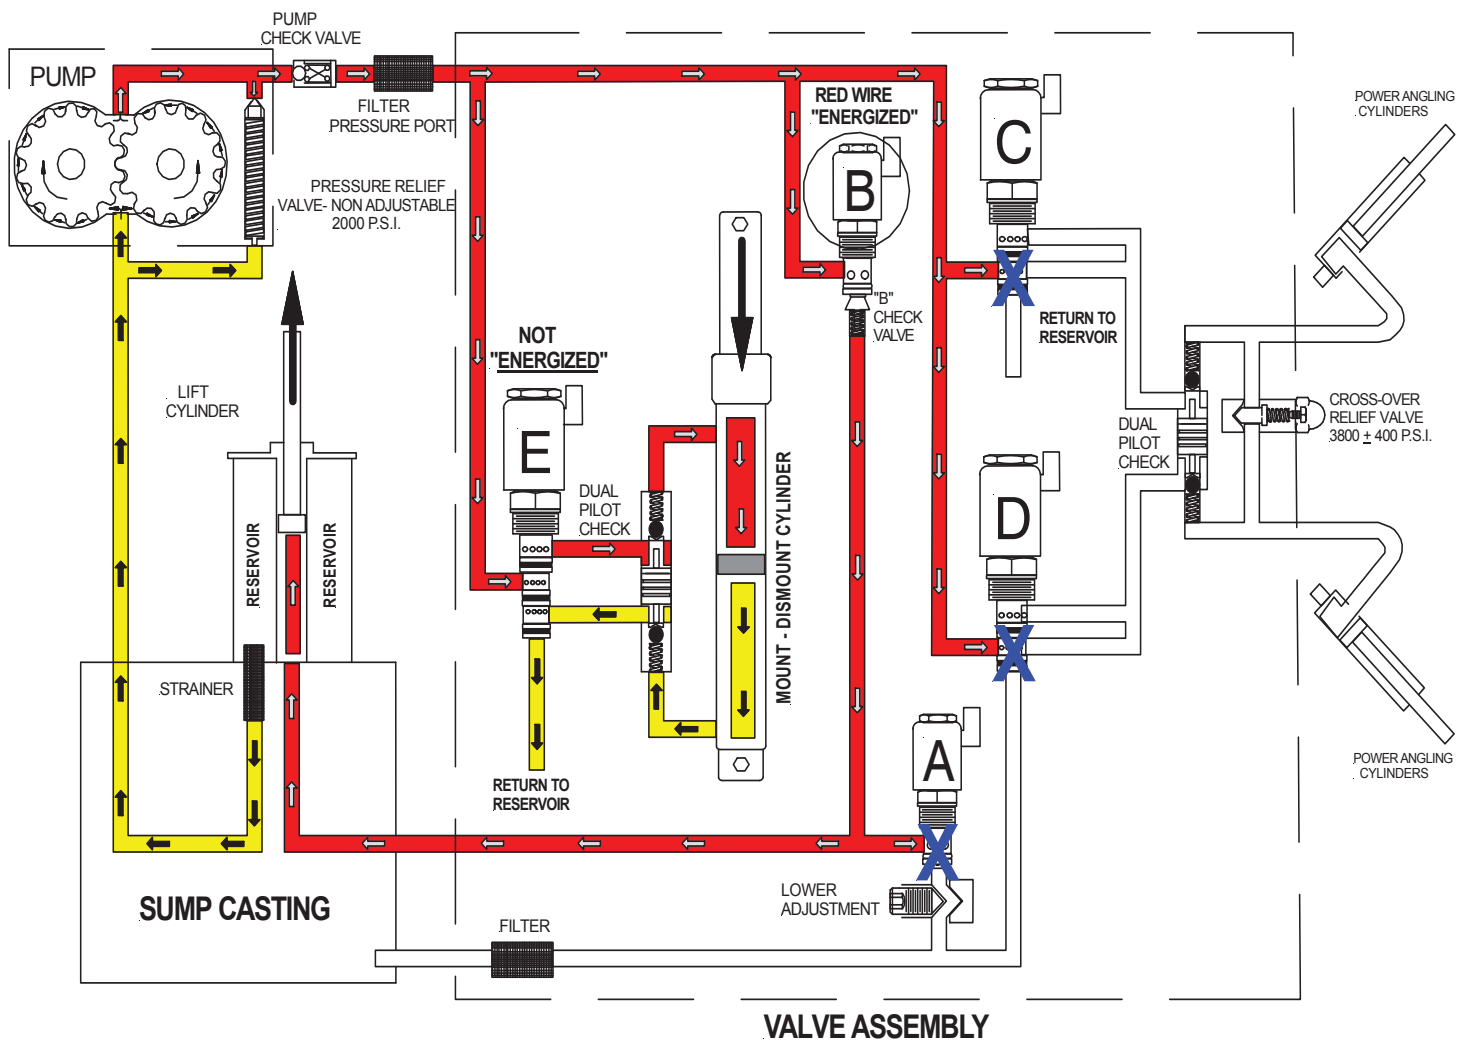 PUMP
CHECK VALVE
PUMP
FILTER
PRESSURE PORT
RED WIRE
"ENERGIZED"
C
POWER ANGLING
CYLINDERS
B
PRESSURE RELIEF
VALVE- NON ADJUSTABLE
2000 P.S.I.
"B"
CHECK
VALVE
RETURN TO
RESERVOIR
NOT
"ENERGIZED"
LIFT
CYLINDER
E
DUAL
PILOT
CHECK
CROSS-OVER
RELIEF VALVE
3800 ± 400 P.S.I.
DUAL
PILOT
CHECK
D
RESERVOIR
RESERVOIR
MOUNT - DISMOUNT CYLINDER
X
X
STRAINER
A
RETURN TO
RESERVOIR
POWER ANGLING
CYLINDERS
X
LOWER
ADJUSTMENT
SUMP CASTING
FILTER
VALVE ASSEMBLY